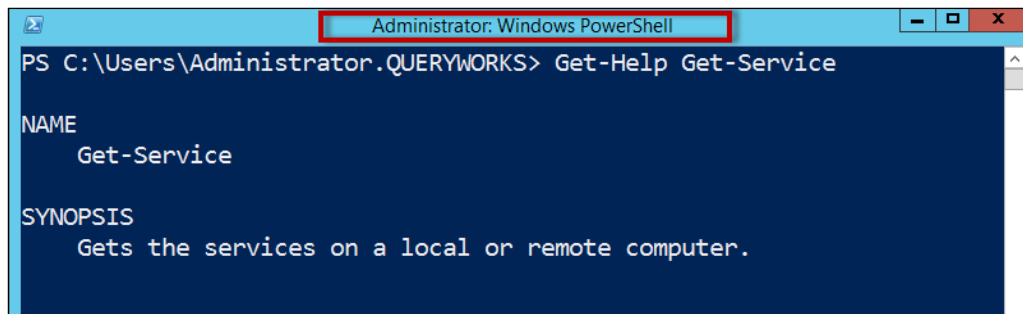 Administrator: Windows PowerShell
PS C:\Users\Administrator.QUERYWORKS> Get-Help Get-Service
NAME
Get-Service
SYNOPSIS
Gets the services on a local or remote computer.